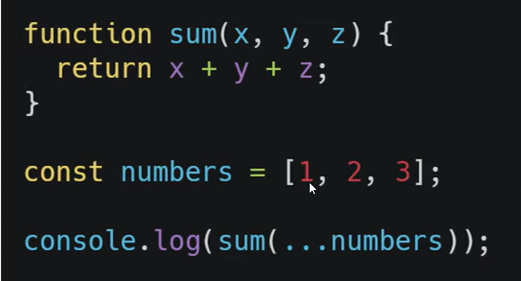 function sum(x, y, z) {
  return x + y + z;
}
const numbers = [1, 2, 3];
console.log(sum(...numbers));